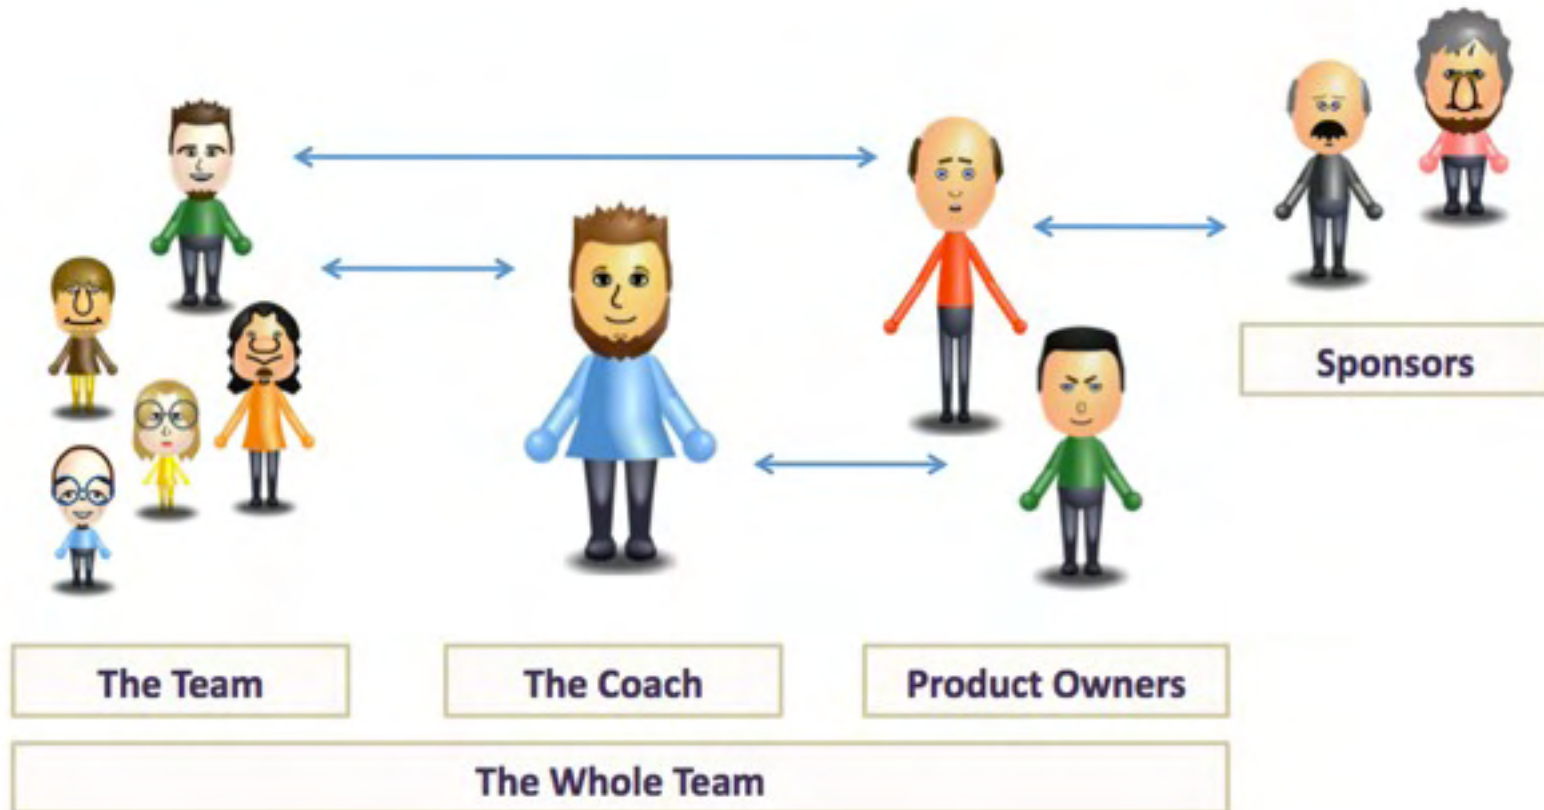 Sponsors
The Team
The Coach
Product Owners
The Whole Team